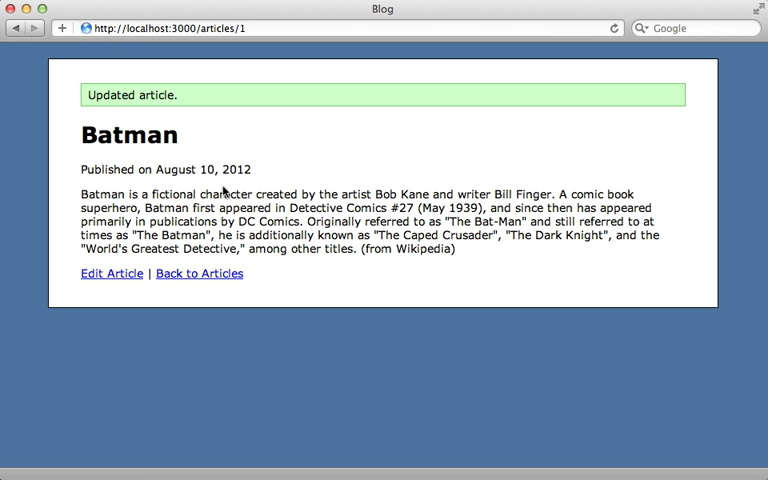 Blog
http://localhost:3000/articles/1
Google
Updated article.
Batman
Published on August 10, 2012
Batman is a fictional character created by the artist Bob Kane and writer Bill Finger. A comic book
superhero, Batman first appeared in Detective Comics #27 (May 1939), and since then has appeared
primarily in publications by DC Comics. Originally referred to as "The Bat-Man" and still referred to at
times as "The Batman", he is additionally known as "The Caped Crusader", "The Dark Knight", and the
"World's Greatest Detective," among other titles. (from Wikipedia)
Edit Article | Back to Articles